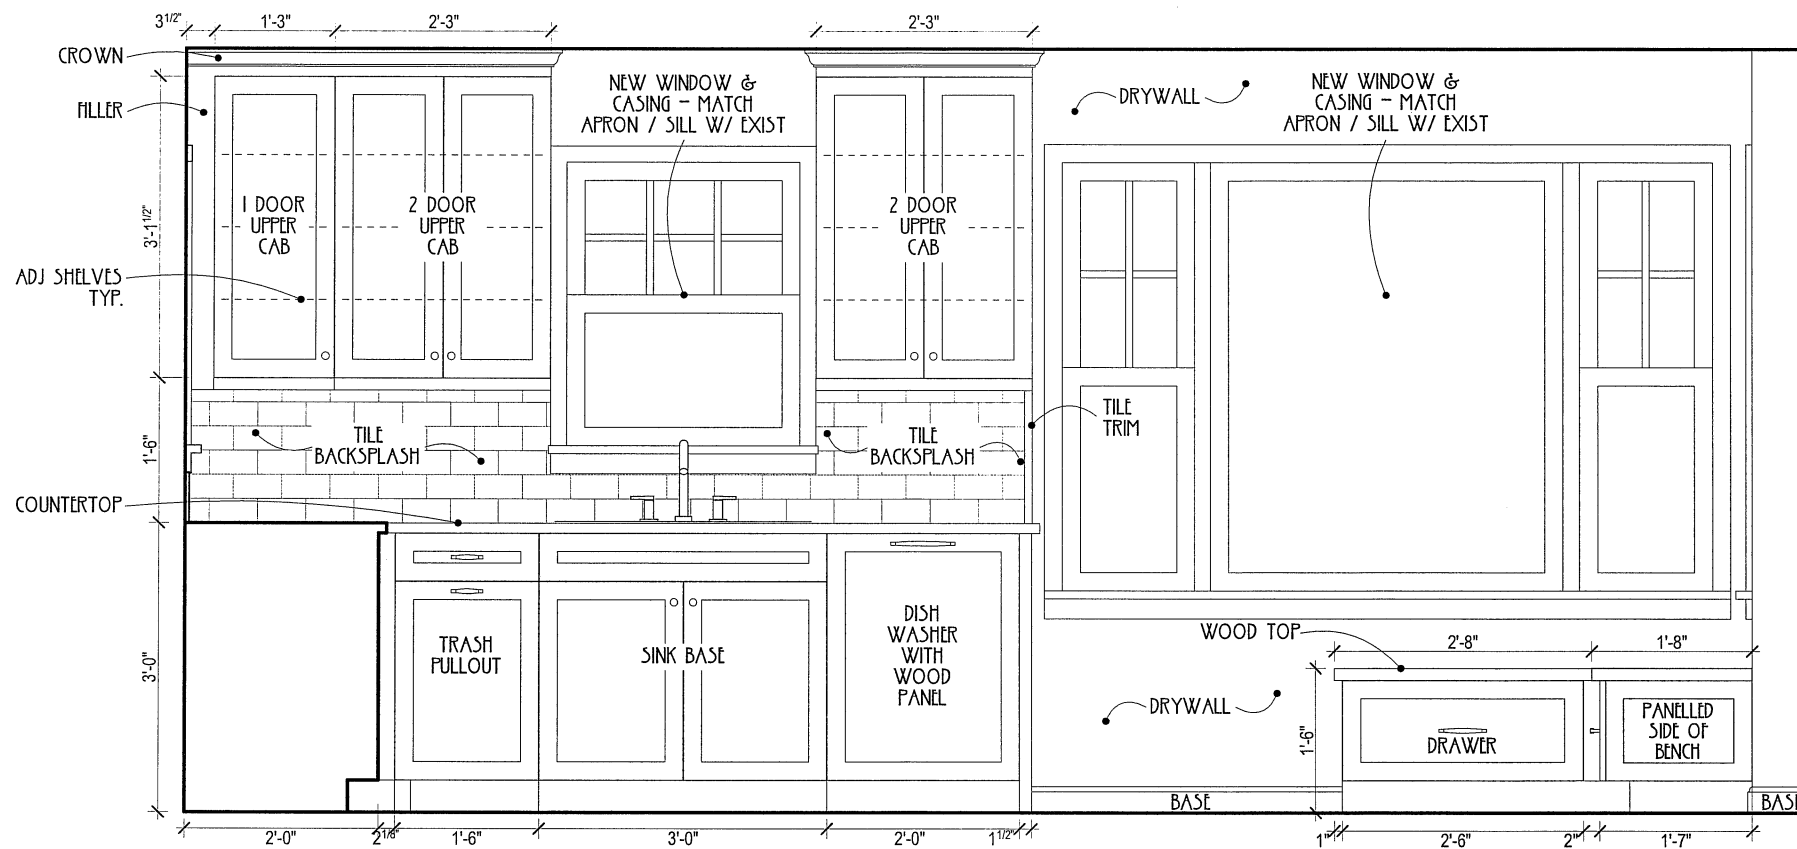 3 1/2"
1'-3"
2'-3"
2'-3"
CROWN
FILLER
ADJ SHELVES
TYP.
COUNTERTOP
3'-1 1/2"
1'-6"
3'-0"
1 DOOR
UPPER
CAB
2 DOOR
UPPER
CAB
NEW WINDOW &
CASING - MATCH
APRON / SILL W/ EXIST
2 DOOR
UPPER
CAB
DRYWALL
NEW WINDOW &
CASING - MATCH
APRON / SILL W/ EXIST
TILE
BACKSPLASH
TILE
BACKSPLASH
TILE
TRIM
TRASH
PULLOUT
SINK BASE
DISH
WASHER
WITH
WOOD
PANEL
WOOD TOP
2'-8"
1'-8"
DRYWALL
1'-6"
DRAWER
PANELLED
SIDE OF
BENCH
BASE
BAS
2'-0"
2 1/8"
1'-6"
3'-0"
2'-0"
1 1/2"
1"
2'-6"
2"
1'-7"